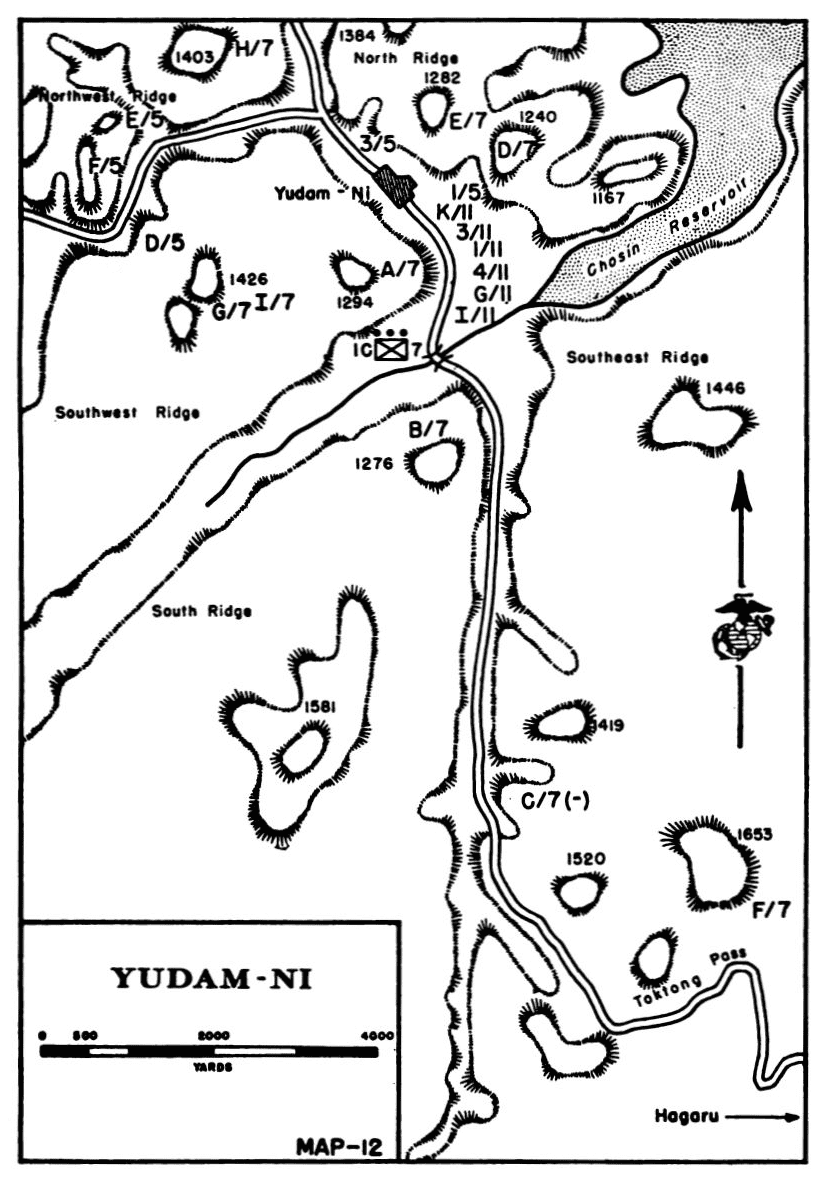 1384
North Ridge
1403
H/7
1282
Northwest Ridge
E/5
E/7
1240
3/5
D/7
F/5
Yudam-Ni
1/5
1167
K/11
3/11
1/11
D/5
Chosin Reservoir
A/7
4/11
1426
G/7
I/7
1294
G/11
I/11
1C
7
Southeast Ridge
1446
Southwest Ridge
B/7
1276
South Ridge
1581
1419
C/7(-)
1653
1520
F/7
Toktong Pass
YUDAM-NI
0 500 2000 4000
YARDS
Hagaru
MAP-12